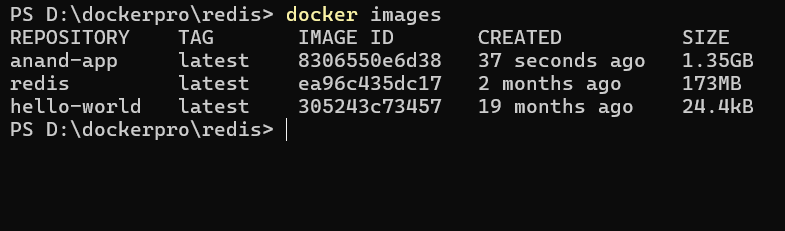 PS D:\dockerpro\redis> docker images
REPOSITORY    TAG       IMAGE ID       CREATED          SIZE
anand-app     latest    8306550e6d38   37 seconds ago   1.35GB
redis         latest    ea96c435dc17   2 months ago     173MB
hello-world   latest    305243c73457   19 months ago    24.4kB
PS D:\dockerpro\redis>